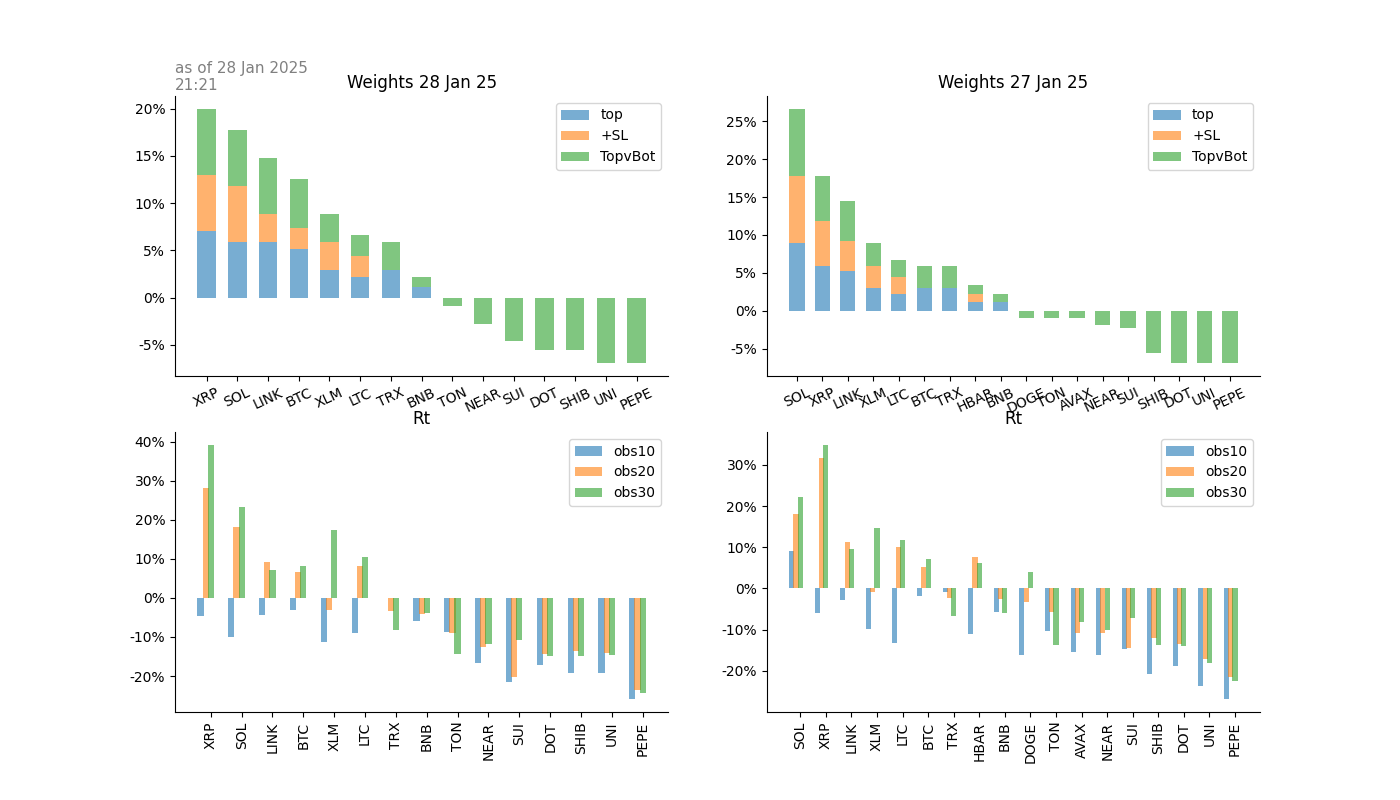 as of 28 Jan 2025
21:21
Weights 28 Jan 25
20%
15%
10%
5%
0%
-5%
top
+SL
TopvBot
XRP SOL LINK BTC XLM LTC TRX BNB TON NEAR SUI DOT SHIB UNI PEPE
Weights 27 Jan 25
25%
20%
15%
10%
5%
0%
-5%
top
+SL
TopvBot
SOL XRP LINK XLM LTC BTC TRX HBAR BNB DOGE TON AVAX NEAR SUI SHIB DOT UNI PEPE
Rt
40%
30%
20%
10%
0%
-10%
-20%
obs10
obs20
obs30
XRP SOL LINK BTC XLM LTC TRX BNB TON NEAR SUI DOT SHIB UNI PEPE
Rt
30%
20%
10%
0%
-10%
-20%
obs10
obs20
obs30
SOL XRP LINK XLM LTC BTC TRX HBAR BNB DOGE TON AVAX NEAR SUI SHIB DOT UNI PEPE